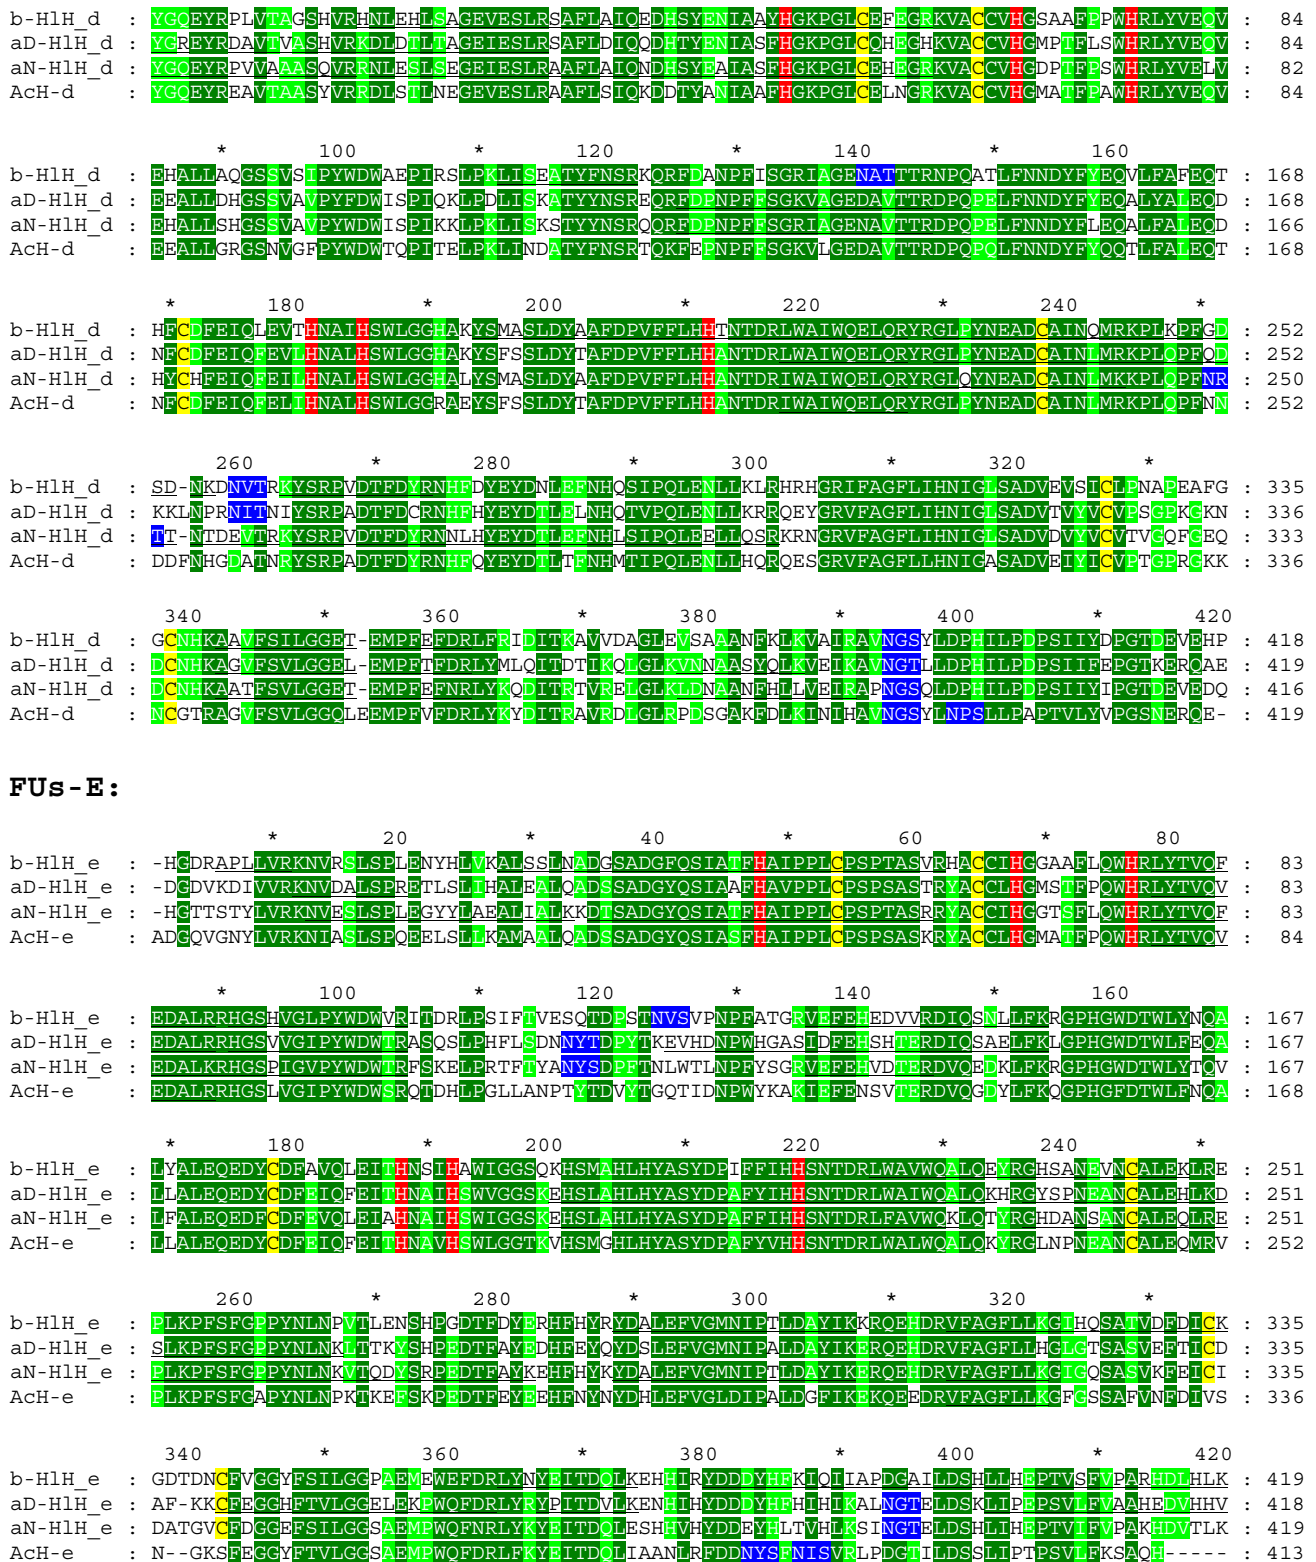 b-HlH_d : YGQEYRPLVTAGSHVRHNLEHLSAGEVESLRSAFLAIQEDHSYENIAAYHGKPGLCEFEGRKVACCVHGSAAFPPWHRLYVEQV : 84
aD-HlH_d : YGREYRDAVTVASHVRKDLDTLTAGEIESLRSAFLDIQQDHTYENIASFHGKPGLCQHEGHKVACCVHGMPTFLSWHRLYVEQV : 84
aN-HlH_d : YGQEYRPVVAAASQVRRNLESLSEGEIESLRAAFLAIQNDHSYEAIASFHGKPGLCEHEGRKVACCVHGDPTFPSWHRLYVELV : 82
AcH-d : YGQEYREAVTAASYVRRDLSTLNEGEVESLRAAFLSIQKDDTYANIAAFHGKPGLCELNGRKVACCVHGMATFPAWHRLYVEQV : 84
* 100 * 120 * 140 * 160
b-HlH_d : EHALLAQGSSVSIPYWDWAEPIRSLPKLISEATYFNSRKQRFDANPFISGRIAGENATTTRNPQATLFNNDYFYEQVLFAFEQT : 168
aD-HlH_d : EEALLDHGSSVAVPYFDWISPIQKLPDLISKATYYNSREQRFDPNPFFSGKVAGEDAVTTRDPQPELFNNDYFYEQALYALEQD : 168
aN-HlH_d : EHALLSHGSSVAVPYWDWISPIKKLPKLISKSTYYNSRQQRFDPNPFFSGRIAGENAVTTRDPQPELFNNDYFLEQALFALEQD : 166
AcH-d : EEALLGRGSNVGFPYWDWTQPITELPKLINDATYFNSRTQKFEPNPFFSGKVLGEDAVTTRDPQPQLFNNDYFYQQTLFALEQT : 168
* 180 * 200 * 220 * 240 *
b-HlH_d : HFCDFEIQLEVTHNAIHSWLGGHAKYSMASLDYAAFDPVFFLHHTNTDRLWAIWQELQRYRGLPYNEADCAINQMRKPLKPFGD : 252
aD-HlH_d : NFCDFEIQFEVLHNALHSWLGGHAKYSFSSLDYTAFDPVFFLHHANTDRLWAIWQELQRYRGLPYNEADCAINLMRKPLQPFQD : 252
aN-HlH_d : HYCHFEIQFEILHNALHSWLGGHALYSMASLDYAAFDPVFFLHHANTDRIWAIWQELQRYRGLQYNEADCAINLMKKPLQPFNR : 250
AcH-d : NFCDFEIQFELIHNALHSWLGGRAEYSFSSLDYTAFDPVFFLHHANTDRIWAIWQELQRYRGLPYNEADCAINLMRKPLQPFNN : 252
260 * 280 * 300 * 320 *
b-HlH_d : SD-NKDNVTRKYSRPVDTFDYRNHFDYEYDNLEFNHQSIPQLENLLKLRHRHGRIFAGFLIHNIGLSADVEVSICLPNAPEAFG : 335
aD-HlH_d : KKLNPRNITNIYSRPADTFDCRNHFHYEYDTLELNHQTVPQLENLLKRRQEYGRVFAGFLIHNIGLSADVTVYVCVPSGPKGKN : 336
aN-HlH_d : TT-NTDEVTRKYSRPVDTFDYRNNLHYEYDTLEFNHLSIPQLEELLQSRKRNGRVFAGFLIHNIGLSADVDVYVCVTVGQFGEQ : 333
AcH-d : DDFNHGDATNRYSRPADTFDYRNHFQYEYDTLTFNHMTIPQLENLLHQRQESGRVFAGFLLHNIGASADVEIYICVPTGPRGKK : 336
340 * 360 * 380 * 400 * 420
b-HlH_d : GCNHKAAVFSILGGET-EMPFEFDRLFRIDITKAVVDAGLEVSAAANFKLKVAIRAVNGSYLDPHILPDPSIIYDPGTDEVEHP : 418
aD-HlH_d : DCNHKAGVFSVLGGEL-EMPFTFDRLYMLQITDTIKQLGLKVNNAASYQLKVEIKAVNGTLLDPHILPDPSIIFEPGTKERQAE : 419
aN-HlH_d : DCNHKAATFSVLGGET-EMPFEFNRLYKQDITRTVRELGLKLDNAANFHLLVEIRAPNGSQLDPHILPDPSIIYIPGTDEVEDQ : 416
AcH-d : NCGTRAGVFSVLGGQLEEMPFVFDRLYKYDITRAVRDLGLRPDSGAKFDLKINIHAVNGSYLNPSLLPAPTVLYVPGSNERQE- : 419
FUs-E:
* 20 * 40 * 60 * 80
b-HlH_e : -HGDRAPLLVRKNVRSLSPLENYHLVKALSSLNADGSADGFQSIATFHAIPPLCPSPTASVRHACCIHGGAAFLQWHRLYTVQF : 83
aD-HlH_e : -DGDVKDIVVRKNVDALSPRETLSLIHALEALQADSSADGYQSIAAFHAVPPLCPSPSASTRYACCLHGMSTFPQWHRLYTVQV : 83
aN-HlH_e : -HGTTSTYLVRKNVESLSPLEGYYLAEALIALKKDTSADGYQSIATFHAIPPLCPSPTASRRYACCIHGGTSFLQWHRLYTVQF : 83
AcH-e : ADGQVGNYLVRKNIASLSPQEELSLLKAMAALQADSSADGYQSIASFHAIPPLCPSPSASKRYACCLHGMATFPQWHRLYTVQV : 84
* 100 * 120 * 140 * 160
b-HlH_e : EDALRRHGSHVGLPYWDWVRITDRLPSIFTVESQTDPSTNVSVPNPFATGRVEFEHEDVVRDIQSNLLFKRGPHGWDTWLYNQA : 167
aD-HlH_e : EDALRRHGSVVGIPYWDWTRASQSLPHFLSDNNYTDPYTKEVHDNPWHGASIDFEHSHTERDIQSAELFKLGPHGWDTWLFEQA : 167
aN-HlH_e : EDALKRHGSPIGVPYWDWTRFSKELPRTFTYANYSDPFTNLWTLNPFYSGRVEFEHVDTERDVQEDKLFKRGPHGWDTWLYTQV : 167
AcH-e : EDALRRHGSLVGIPYWDWSRQTDHLPGLLANPTYTDVYTGQTIDNPWYKAKIEFENSVTERDVQGDYLFKQGPHGFDTWLFNQA : 168
* 180 * 200 * 220 * 240 *
b-HlH_e : LYALEQEDYCDFAVQLEITHNSIHAWIGGSQKHSMAHLHYASYDPIFFIHHSNTDRLWAVWQALQEYRGHSANEVNCALEKLRE : 251
aD-HlH_e : LLALEQEDYCDFEIQFEITHNAIHSWVGGSKEHSLAHLHYASYDPAFYIHHSNTDRLWAIWQALQKHRGYSPNEANCALEHLKD : 251
aN-HlH_e : LFALEQEDFCDFEVQLEIAHNAIHSWIGGSKEHSLAHLHYASYDPAFFIHHSNTDRLFAVWQKLQTYRGHDANSANCALEQLRE : 251
AcH-e : LLALEQEDYCDFEIQFEITHNAVHSWLGGTKVHSMGHLHYASYDPAFYVHHSNTDRLWALWQALQKYRGLNPNEANCALEQMRV : 252
260 * 280 * 300 * 320 *
b-HlH_e : PLKPFSFGPPYNLNPVTLENSHPGDTFDYERHFHYRYDALEFVGMNIPTLDAYIKKRQEHDRVFAGFLLKGIHQSATVDFDICK : 335
aD-HlH_e : SLKPFSFGPPYNLNKLTTKYSHPEDTFAYEDHFEYQYDSLEFVGMNIPALDAYIKERQEHDRVFAGFLLHGLGTSASVEFTICD : 335
aN-HlH_e : PLKPFSFGPPYNLNKVTQDYSRPEDTFAYKEHFHYKYDALEFVGMNIPTLDAYIKERQEHDRVFAGFLLKGIGQSASVKFEICI : 335
AcH-e : PLKPFSFGAPYNLNPKTKEFSKPEDTFEYEEHFNYNYDHLEFVGLDIPALDGFIKEKQEEDRVFAGFLLKGFGSSAFVNFDIVS : 336
340 * 360 * 380 * 400 * 420
b-HlH_e : GDTDNCFVGGYFSILGGPAEMEWEFDRLYNYEITDQLKEHHIRYDDDYHFKIQIIAPDGAILDSHLLHEPTVSFVPARHDLHLK : 419
aD-HlH_e : AF-KKCFEGGHFTVLGGELEKPWQFDRLYRYPITDVLKENHIHYDDDYHFHIHIKALNGTELDSKLIPEPSVLFVAAHEDVHHV : 418
aN-HlH_e : DATGVCFDGGEFSILGGSAEMPWQFNRLYKYEITDQLESHHVHYDDEYHLTVHLKSINGTELDSHLIHEPTVIFVPAKHDVTLK : 419
AcH-e : N--GKSFEGGYFTVLGGSAEMPWQFDRLFKYEITDQLIAANLRFDDNYSFNISVRLPDGTILDSSLIPTPSVLFKSAQH----- : 413